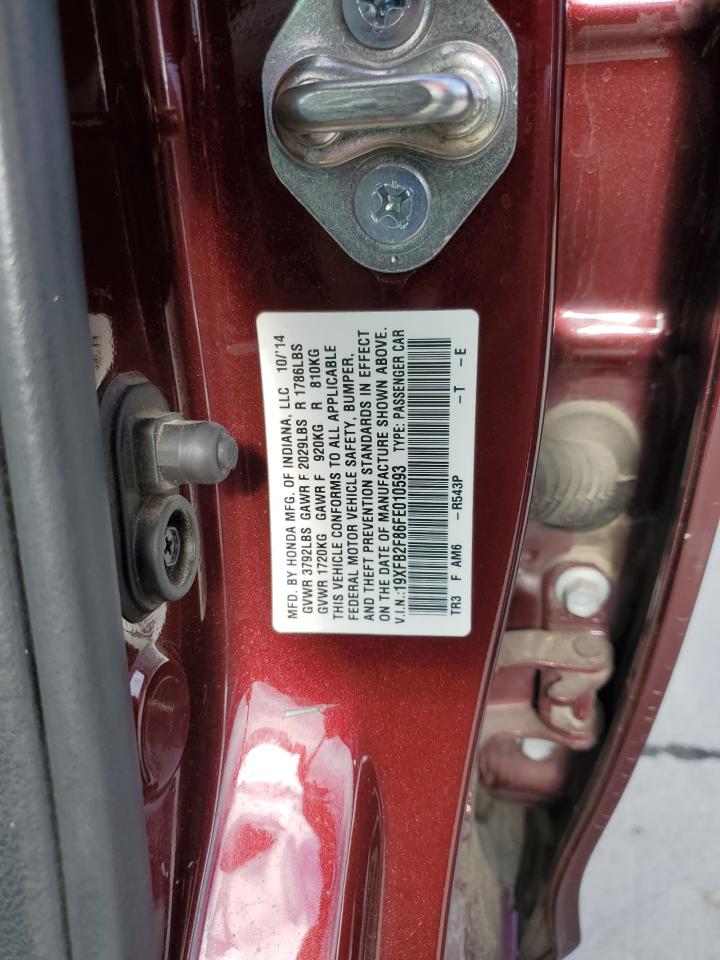 MFD. BY HONDA MFG. OF INDIANA, LLC 10/'14
GVWR 3792LBS GAWR F 2029LBS R 1786LBS
GVWR 1720KG GAWR F 920KG R 810KG
THIS VEHICLE CONFORMS TO ALL APPLICABLE
FEDERAL MOTOR VEHICLE SAFETY, BUMPER,
AND THEFT PREVENTION STANDARDS IN EFFECT
ON THE DATE OF MANUFACTURE SHOWN ABOVE.
V.I.N.: 19XFB2F86FE010593 TYPE: PASSENGER CAR
TR3 F AM6 -R543P -T -E